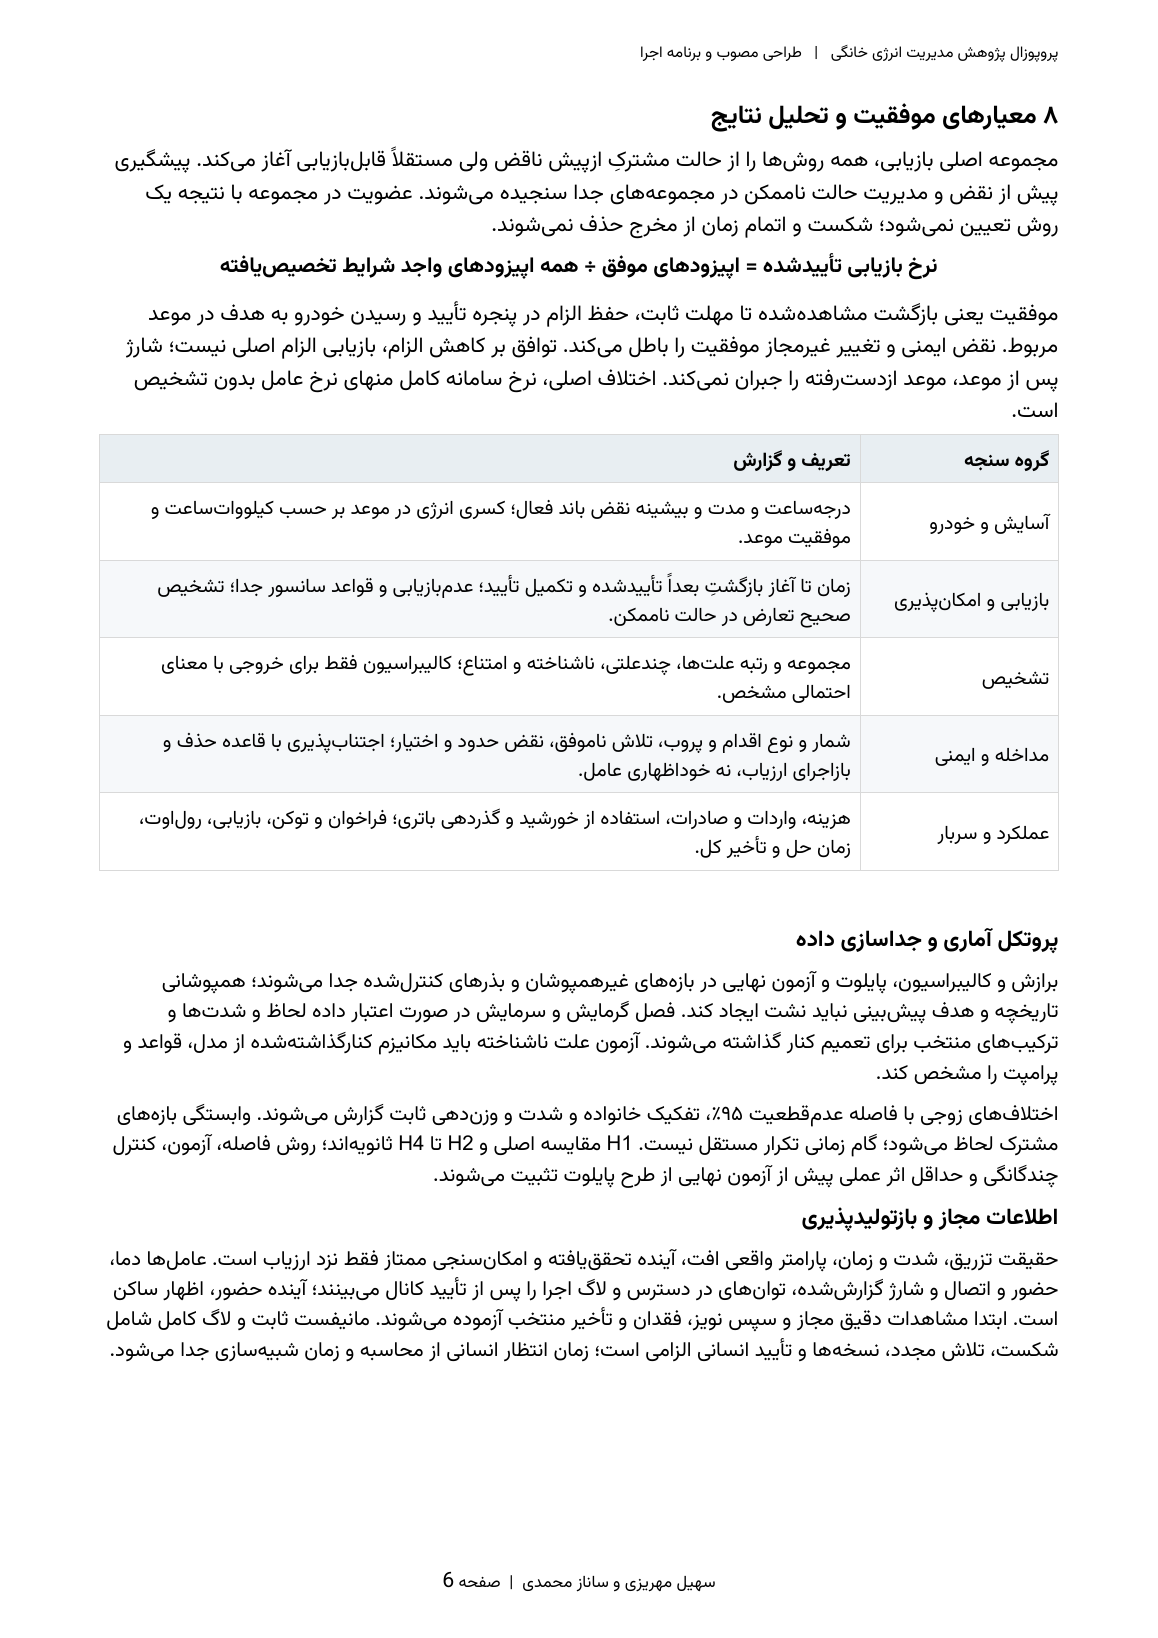 پروپوزال پژوهش مدیریت انرژی خانگی | طراحی مصوب و برنامه اجرا
۸ معیارهای موفقیت و تحلیل نتایج
مجموعه اصلی بازیابی، همه روش‌ها را از حالت مشترکِ ازپیش ناقض ولی مستقلاً قابل‌بازیابی آغاز می‌کند. پیشگیری
پیش از نقض و مدیریت حالت ناممکن در مجموعه‌های جدا سنجیده می‌شوند. عضویت در مجموعه با نتیجه یک
روش تعیین نمی‌شود؛ شکست و اتمام زمان از مخرج حذف نمی‌شوند.
نرخ بازیابی تأییدشده = اپیزودهای موفق ÷ همه اپیزودهای واجد شرایط تخصیص‌یافته
موفقیت یعنی بازگشت مشاهده‌شده تا مهلت ثابت، حفظ الزام در پنجره تأیید و رسیدن خودرو به هدف در موعد
مربوط. نقض ایمنی و تغییر غیرمجاز موفقیت را باطل می‌کند. توافق بر کاهش الزام، بازیابی الزام اصلی نیست؛ شارژ
پس از موعد، موعد ازدست‌رفته را جبران نمی‌کند. اختلاف اصلی، نرخ سامانه کامل منهای نرخ عامل بدون تشخیص
است.
گروه سنجه
تعریف و گزارش
آسایش و خودرو
درجه‌ساعت و مدت و بیشینه نقض باند فعال؛ کسری انرژی در موعد بر حسب کیلووات‌ساعت و
موفقیت موعد.
بازیابی و امکان‌پذیری
زمان تا آغاز بازگشتِ بعداً تأییدشده و تکمیل تأیید؛ عدم‌بازیابی و قواعد سانسور جدا؛ تشخیص
صحیح تعارض در حالت ناممکن.
تشخیص
مجموعه و رتبه علت‌ها، چندعلتی، ناشناخته و امتناع؛ کالیبراسیون فقط برای خروجی با معنای
احتمالی مشخص.
مداخله و ایمنی
شمار و نوع اقدام و پروب، تلاش ناموفق، نقض حدود و اختیار؛ اجتناب‌پذیری با قاعده حذف و
بازاجرای ارزیاب، نه خوداظهاری عامل.
عملکرد و سربار
هزینه، واردات و صادرات، استفاده از خورشید و گذردهی باتری؛ فراخوان و توکن، بازیابی، رول‌اوت،
زمان حل و تأخیر کل.
پروتکل آماری و جداسازی داده
برازش و کالیبراسیون، پایلوت و آزمون نهایی در بازه‌های غیرهمپوشان و بذرهای کنترل‌شده جدا می‌شوند؛ همپوشانی
تاریخچه و هدف پیش‌بینی نباید نشت ایجاد کند. فصل گرمایش و سرمایش در صورت اعتبار داده لحاظ و شدت‌ها و
ترکیب‌های منتخب برای تعمیم کنار گذاشته می‌شوند. آزمون علت ناشناخته باید مکانیزم کنارگذاشته‌شده از مدل، قواعد و
پرامپت را مشخص کند.
اختلاف‌های زوجی با فاصله عدم‌قطعیت ۹۵٪، تفکیک خانواده و شدت و وزن‌دهی ثابت گزارش می‌شوند. وابستگی بازه‌های
مشترک لحاظ می‌شود؛ گام زمانی تکرار مستقل نیست. H1 مقایسه اصلی و H2 تا H4 ثانویه‌اند؛ روش فاصله، آزمون، کنترل
چندگانگی و حداقل اثر عملی پیش از آزمون نهایی از طرح پایلوت تثبیت می‌شوند.
اطلاعات مجاز و بازتولیدپذیری
حقیقت تزریق، شدت و زمان، پارامتر واقعی افت، آینده تحقق‌یافته و امکان‌سنجی ممتاز فقط نزد ارزیاب است. عامل‌ها دما،
حضور و اتصال و شارژ گزارش‌شده، توان‌های در دسترس و لاگ اجرا را پس از تأیید کانال می‌بینند؛ آینده حضور، اظهار ساکن
است. ابتدا مشاهدات دقیق مجاز و سپس نویز، فقدان و تأخیر منتخب آزموده می‌شوند. مانیفست ثابت و لاگ کامل شامل
شکست، تلاش مجدد، نسخه‌ها و تأیید انسانی الزامی است؛ زمان انتظار انسانی از محاسبه و زمان شبیه‌سازی جدا می‌شود.
سهیل مهریزی و ساناز محمدی | صفحه 6